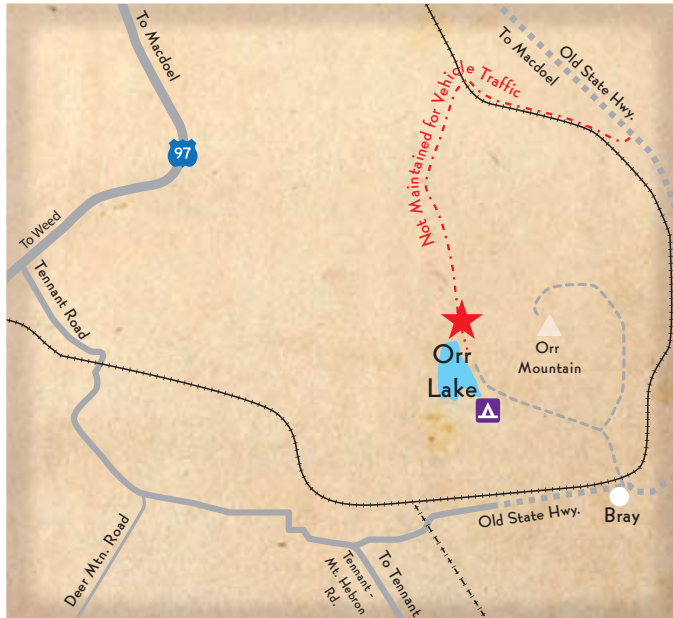 To Macdoel
To Macdoel
Old State Hwy.
Not Maintained for Vehicle Traffic
97
To Weed
Tennant Road
Orr
Lake
Orr
Mountain
Deer Mtn. Road
Tennant -
Mt. Hebron
Rd.
To Tennant
Old State Hwy.
Bray